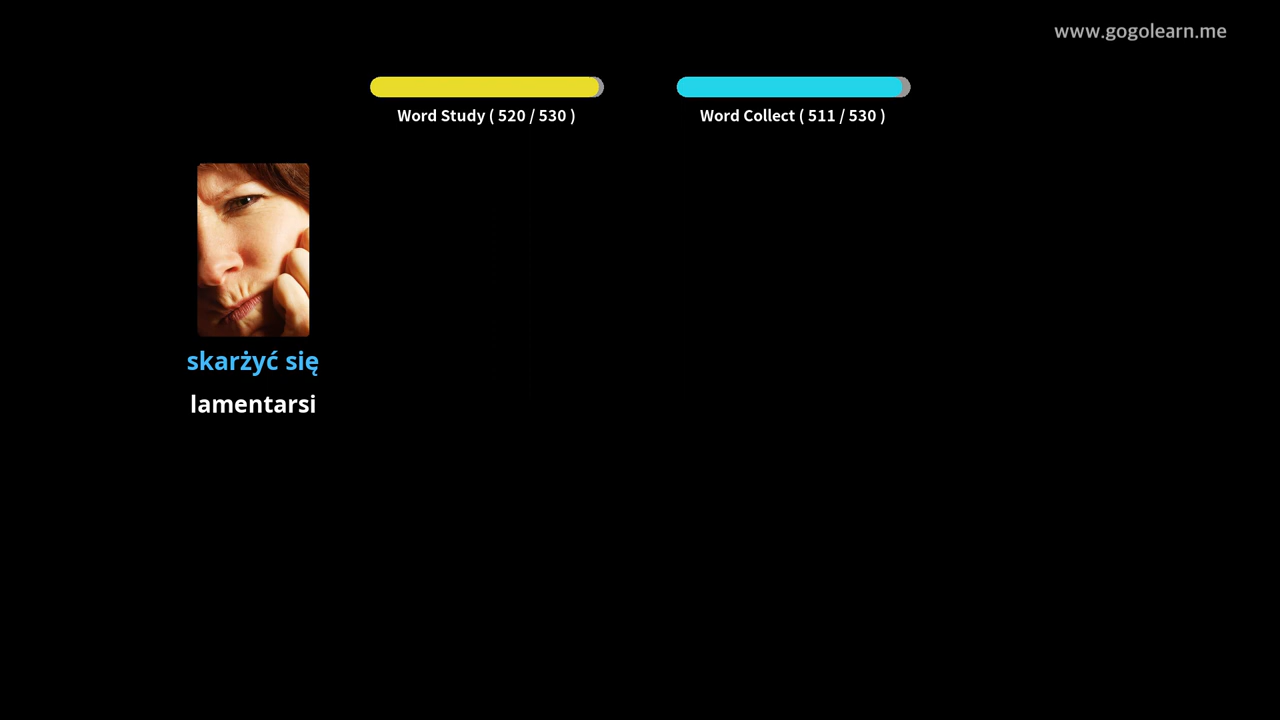 www.gogolearn.me
Word Study ( 520 / 530 )
Word Collect ( 511 / 530 )
skarżyć się
lamentarsi